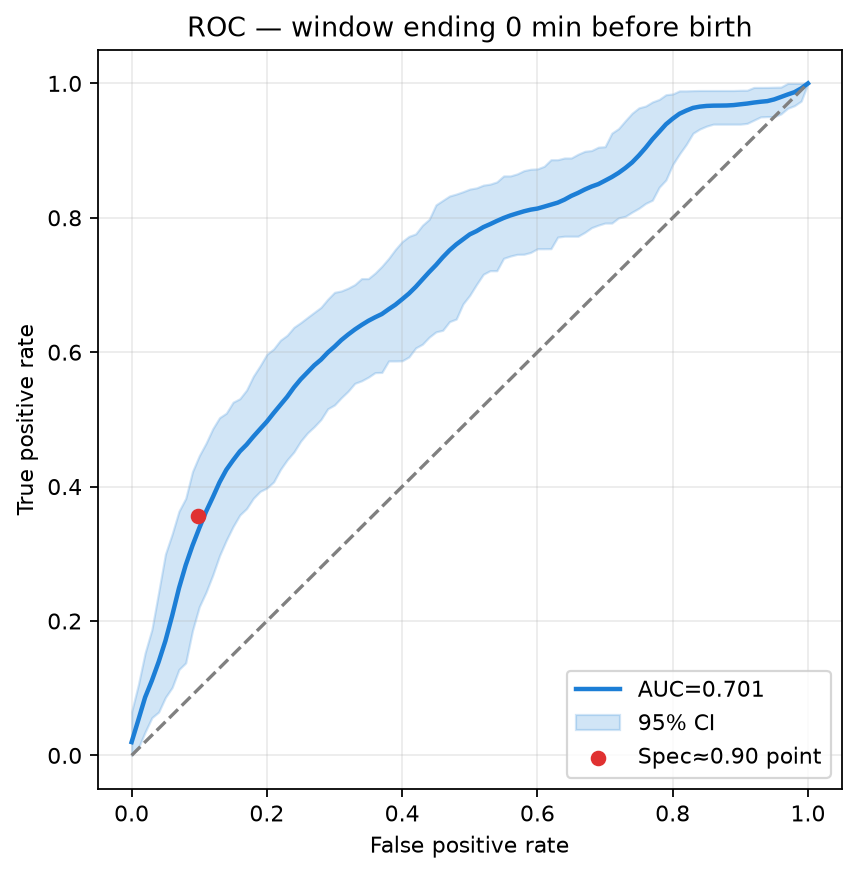 ROC — window ending 0 min before birth
True positive rate
1.0
0.8
0.6
0.4
0.2
0.0
AUC=0.701
95% CI
Spec≈0.90 point
0.0 0.2 0.4 0.6 0.8 1.0
False positive rate